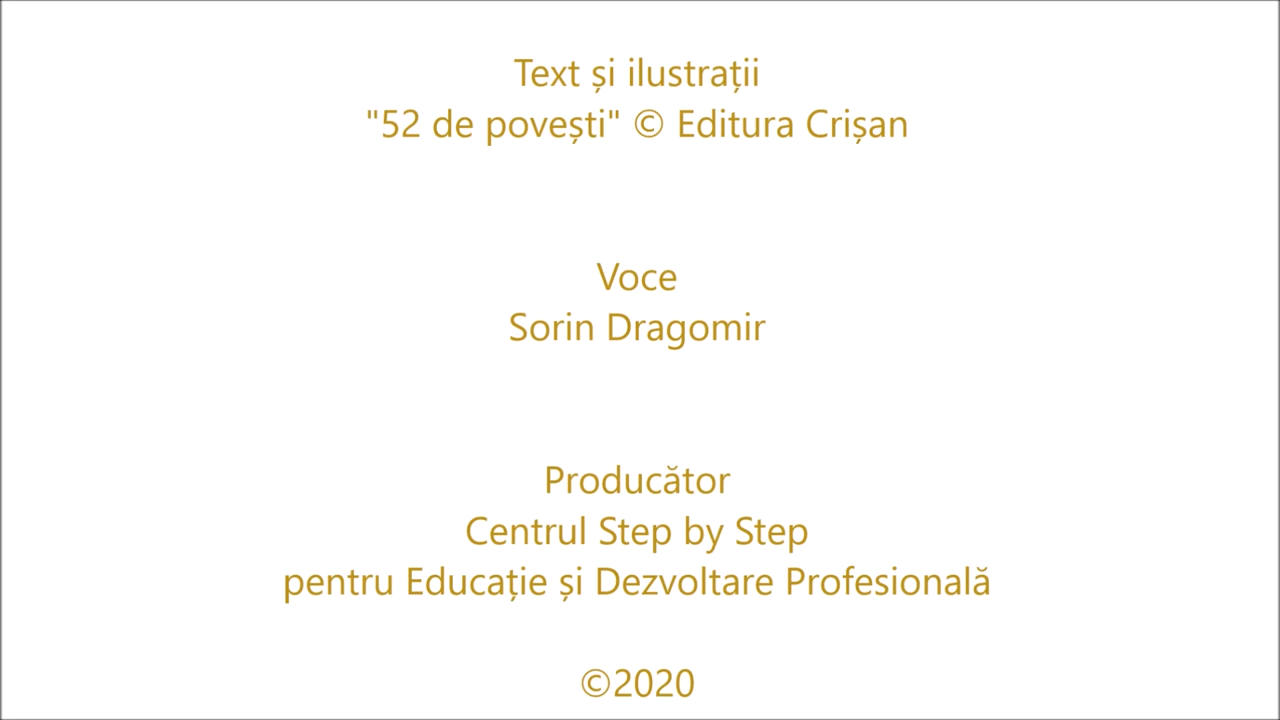 Text și ilustrații
"52 de povești" © Editura Crișan
Voce
Sorin Dragomir
Producător
Centrul Step by Step
pentru Educație și Dezvoltare Profesională
©2020